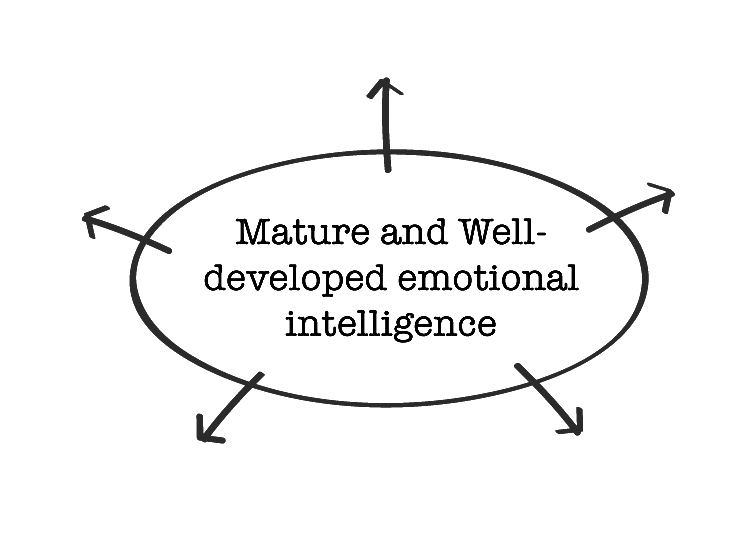 Mature and Well-
developed emotional
intelligence